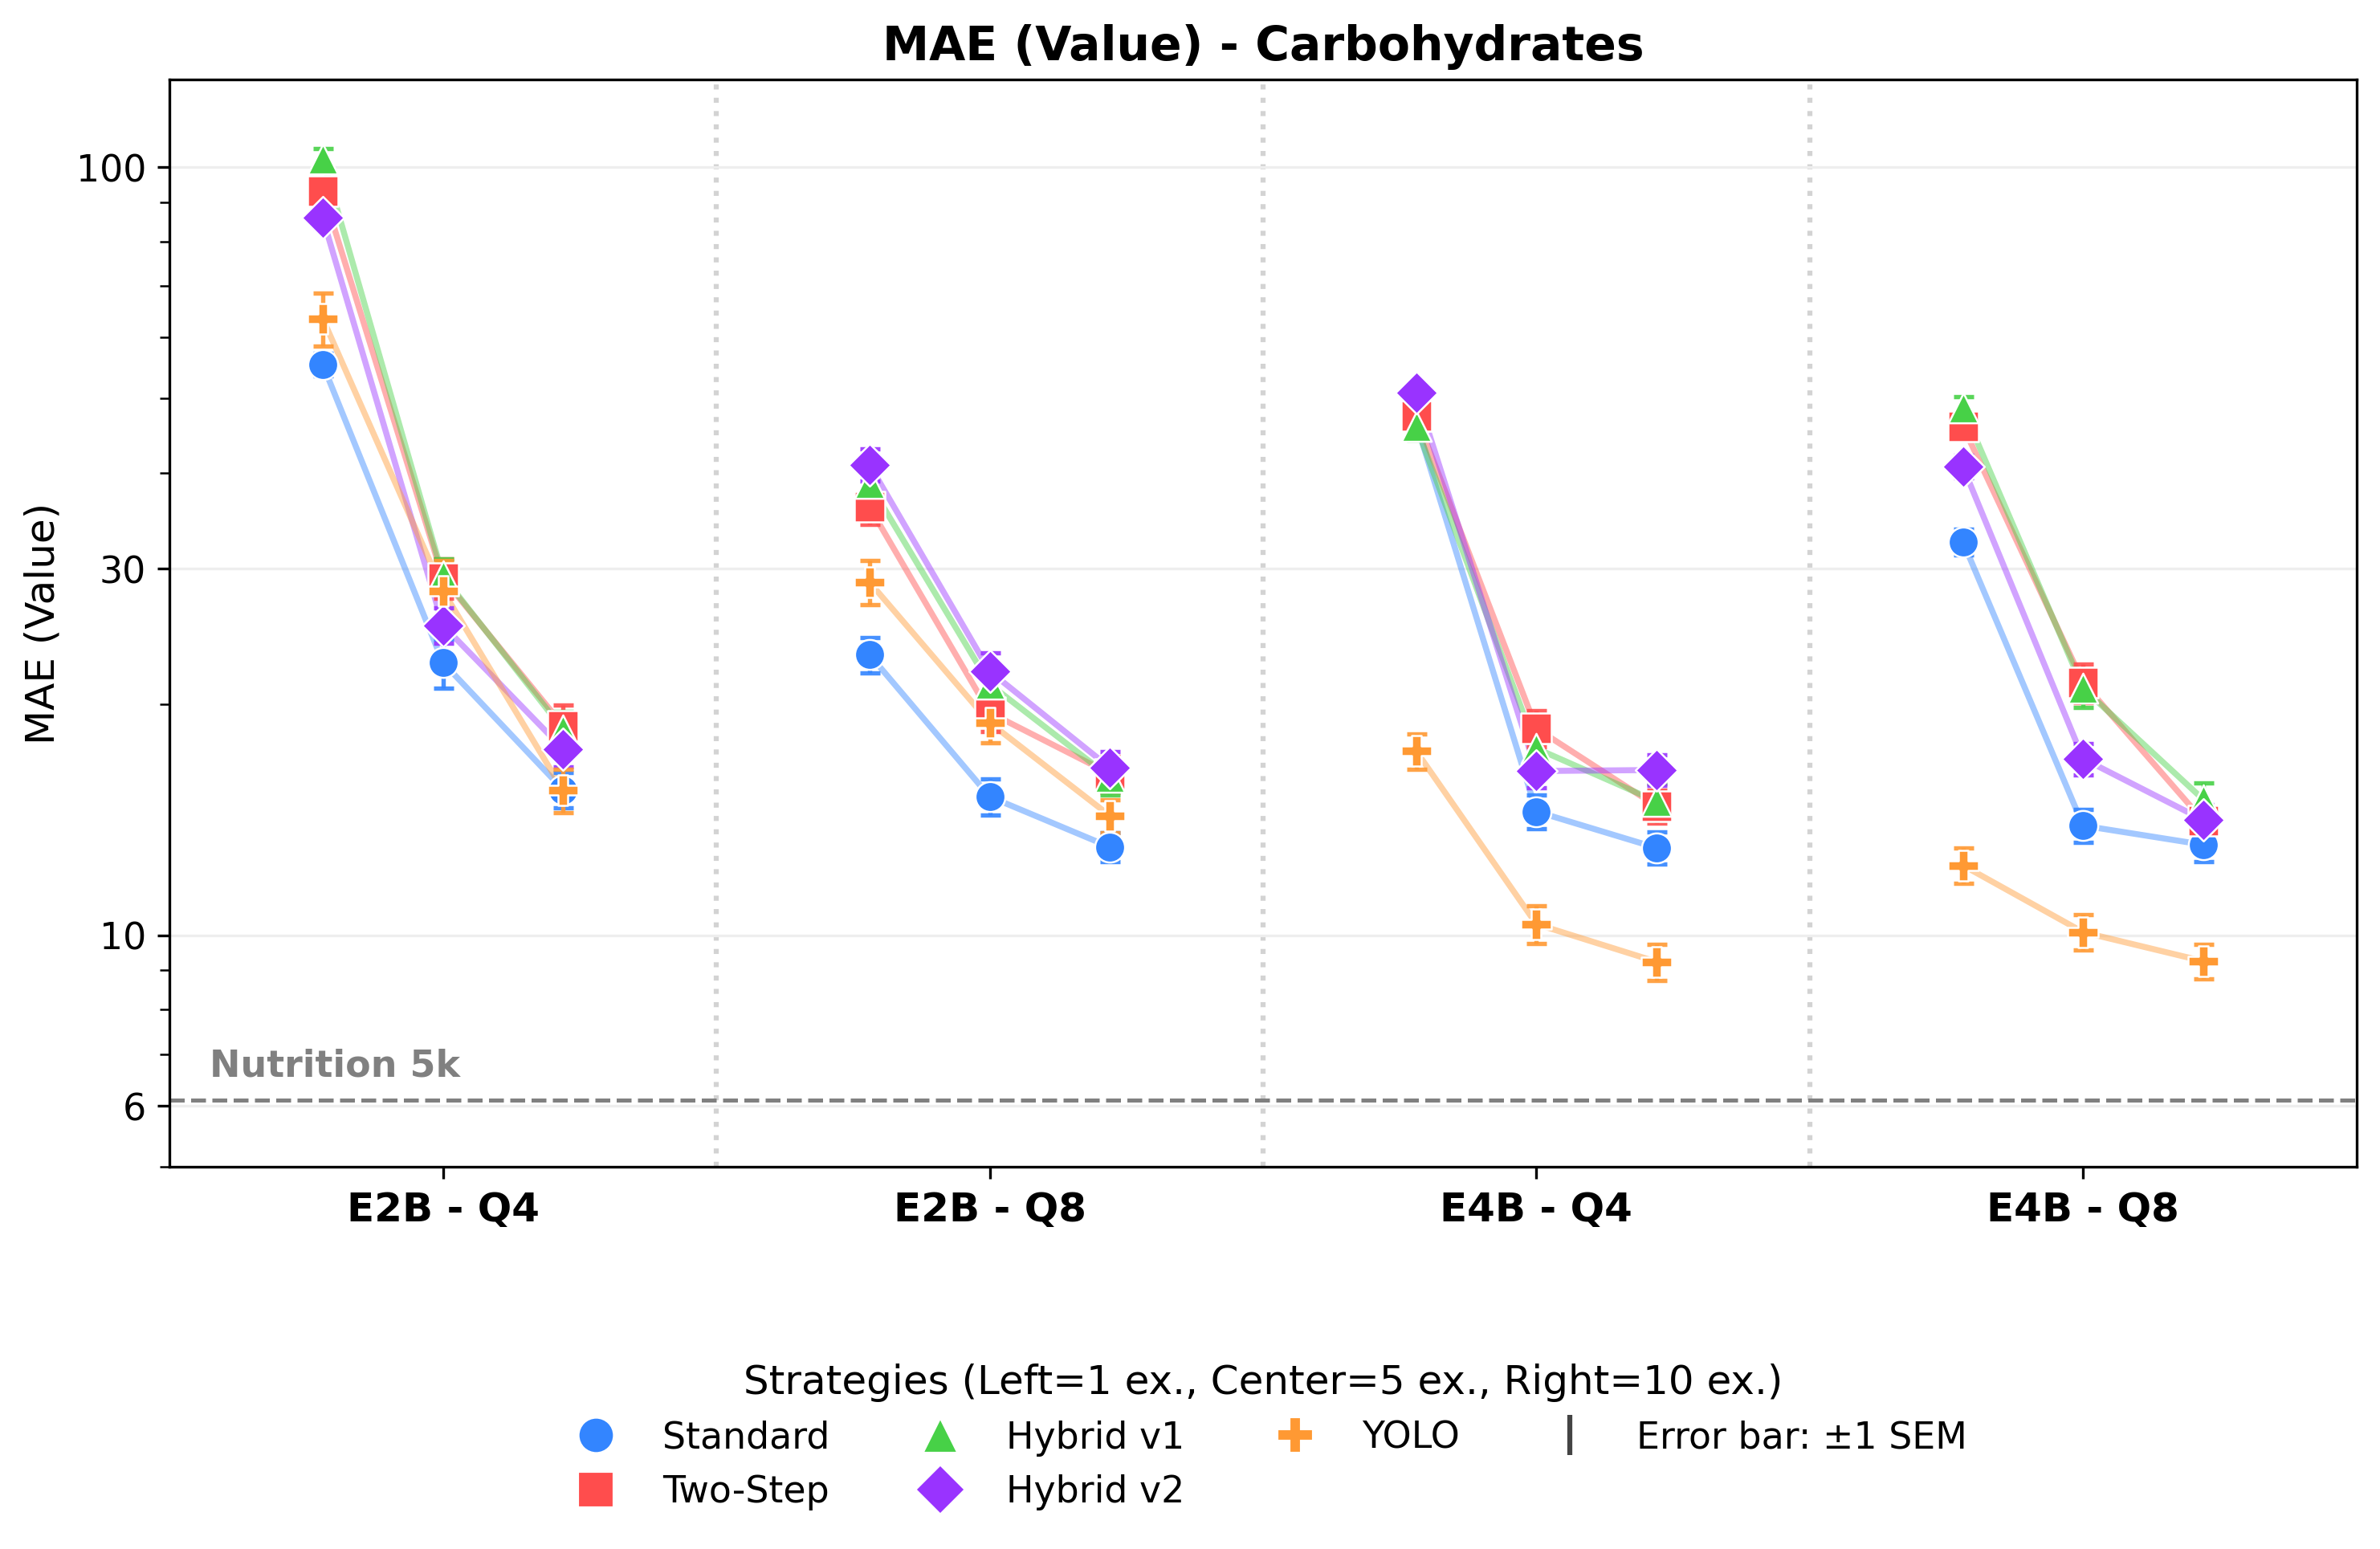 MAE (Value) - Carbohydrates
MAE (Value)
100
30
10
6
Nutrition 5k
E2B - Q4
E2B - Q8
E4B - Q4
E4B - Q8
Strategies (Left=1 ex., Center=5 ex., Right=10 ex.)
Standard
Hybrid v1
YOLO
Error bar: ±1 SEM
Two-Step
Hybrid v2